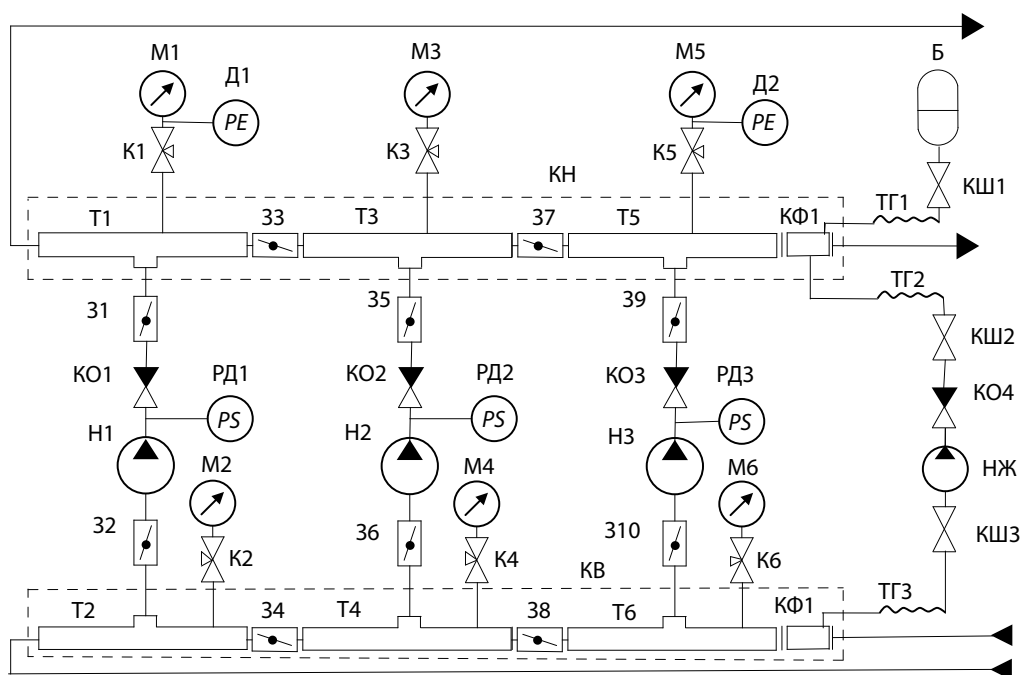 М1 М3 М5 Б
Д1 Д2
PE PE
К1 К3 К5
КН КШ1
Т1 33 Т3 37 Т5 КФ1 ТГ1
ТГ2
31 35 39
КШ2
КО1 РД1 КО2 РД2 КО3 РД3 КО4
PS PS PS
Н1 Н2 Н3
М2 М4 М6 НЖ
32 36 310 КШ3
К2 К4 К6
КВ
Т2 34 Т4 38 Т6 КФ1 ТГ3